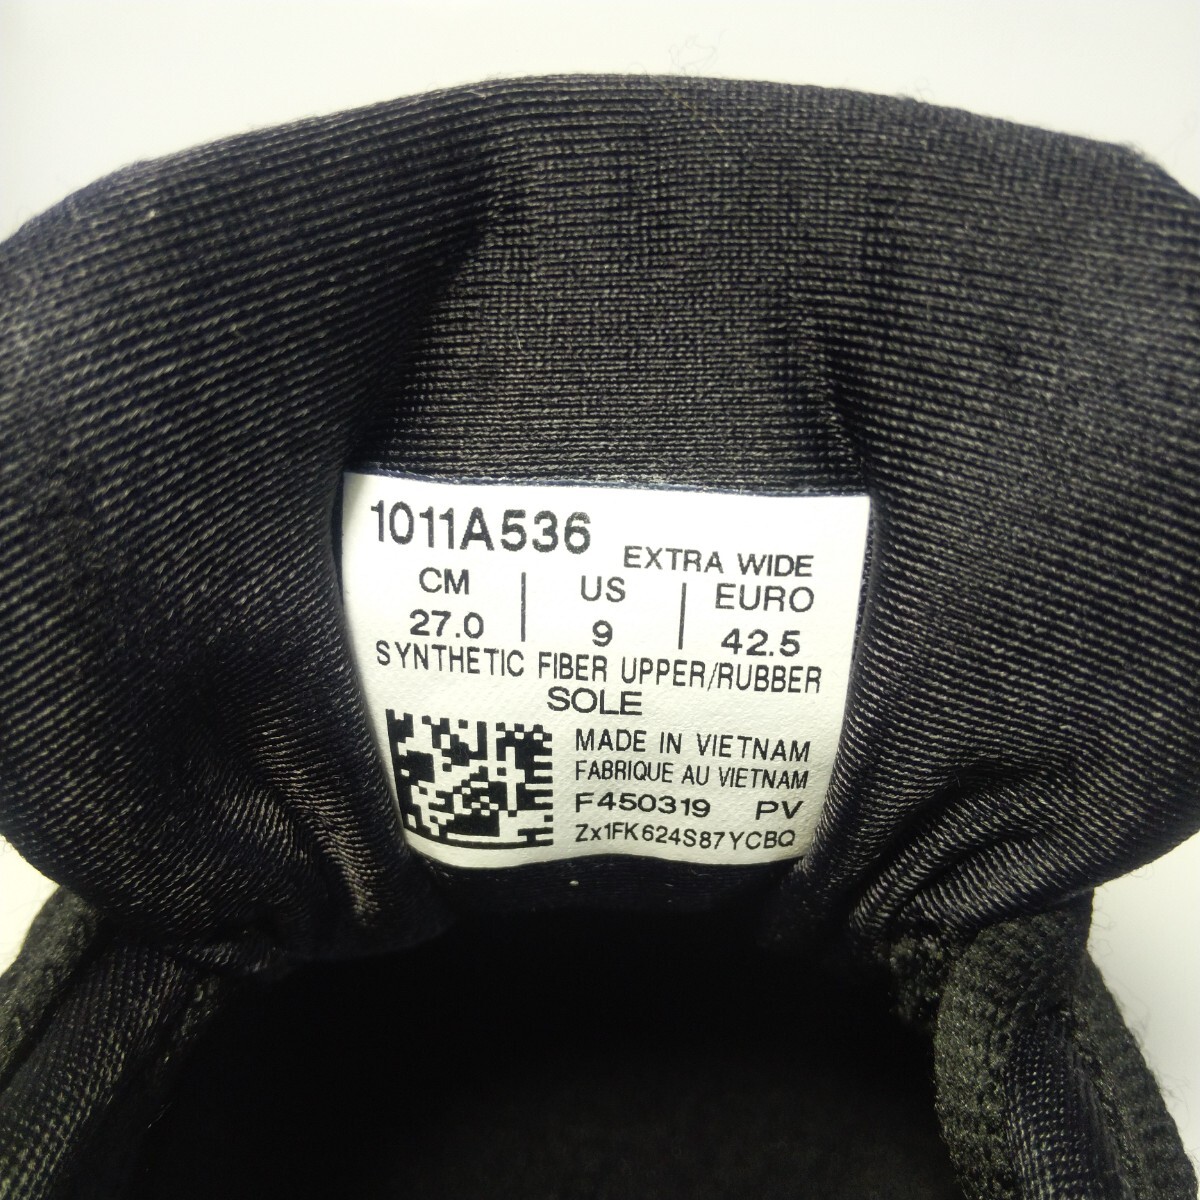 1011A536
EXTRA WIDE
CM | US | EURO
27.0 | 9 | 42.5
SYNTHETIC FIBER UPPER/RUBBER
SOLE
MADE IN VIETNAM
FABRIQUE AU VIETNAM
F450319 PV
Zx1FK624S87YCBQ